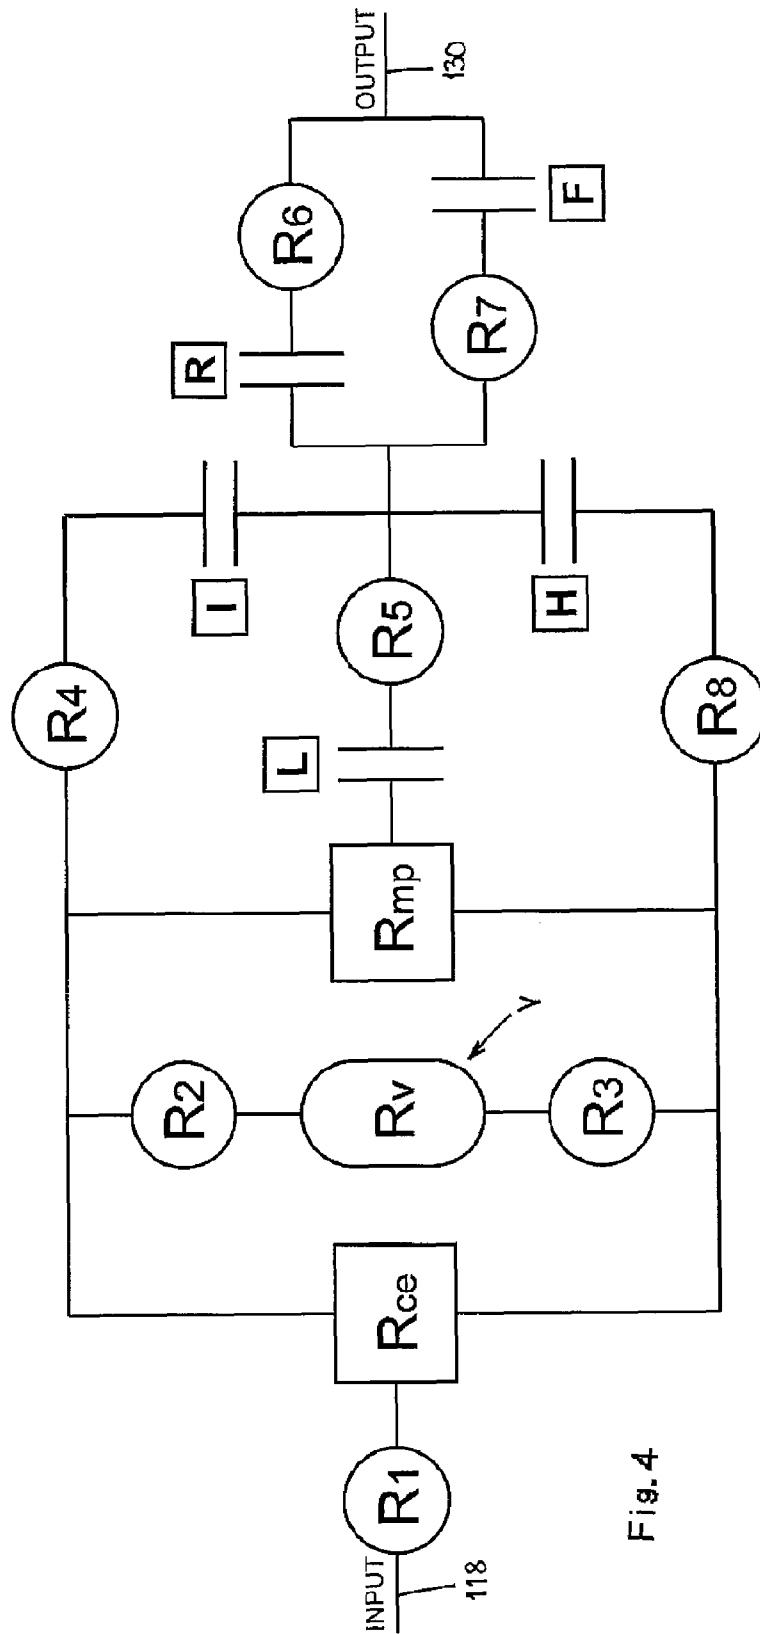 INPUT
118
R1
Rce
R2
Rv
γ
R3
Rmp
L
R4
R5
R8
I
H
R
R6
R7
F
OUTPUT
130
Fig. 4